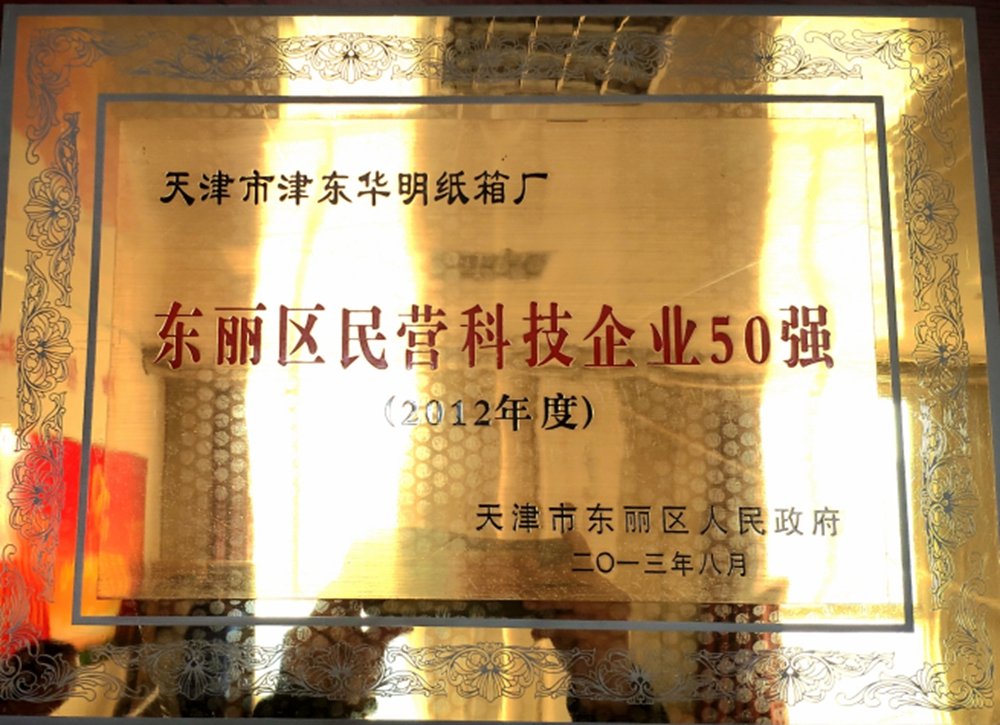 天津市津东华明纸箱厂
东丽区民营科技企业50强
(2012年度)
天津市东丽区人民政府
二〇一三年八月